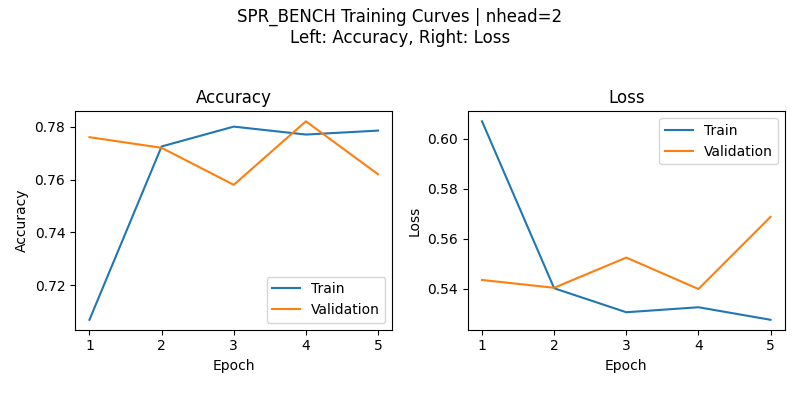 SPR_BENCH Training Curves | nhead=2
Left: Accuracy, Right: Loss
Accuracy
Accuracy
0.78
0.76
0.74
0.72
1 2 3 4 5
Epoch
Train
Validation
Loss
Loss
0.60
0.58
0.56
0.54
1 2 3 4 5
Epoch
Train
Validation